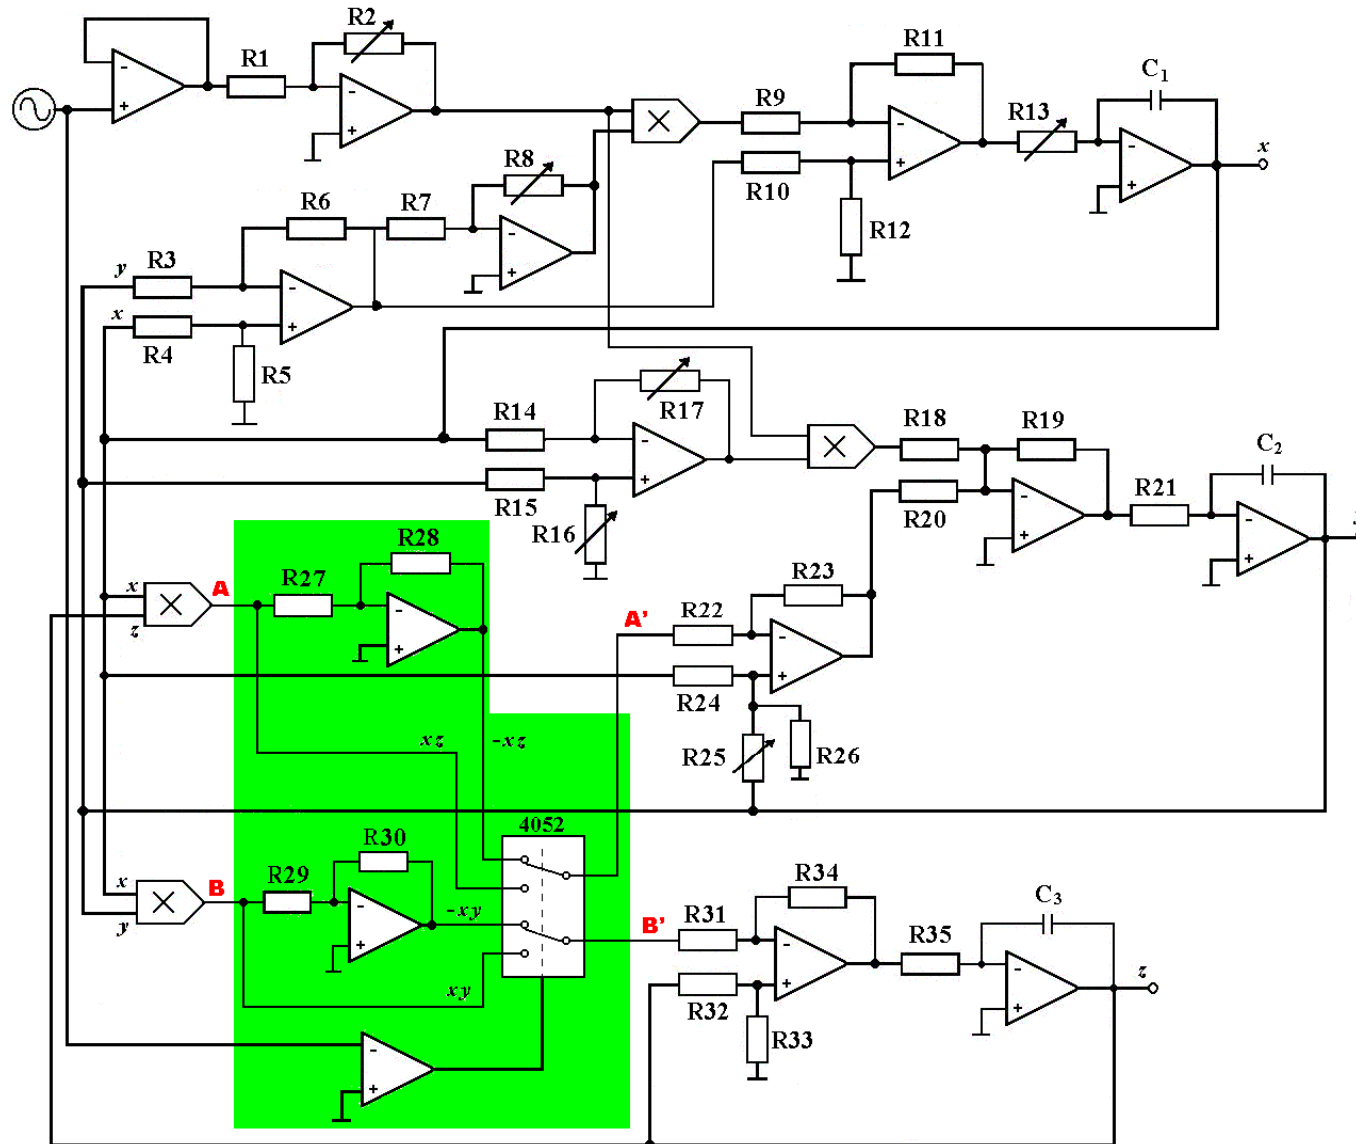 R2
R1
-
+
-
+
R11
C1
R9
R13
x
-
+
-
+
R8
R10
R6
R7
R12
-
+
y
R3
-
+
x
R4
R5
R17
R14
R18
R19
C2
-
+
R15
R16
R20
R21
-
+
-
+
R28
R27
A
x
z
-
+
R23
A'
R22
-
+
R24
xz
-xz
R25
R26
4052
R30
R29
x
B
y
-xy
-
+
xy
B'
R31
R34
C3
R35
-
+
R32
R33
z
-
+
-
+